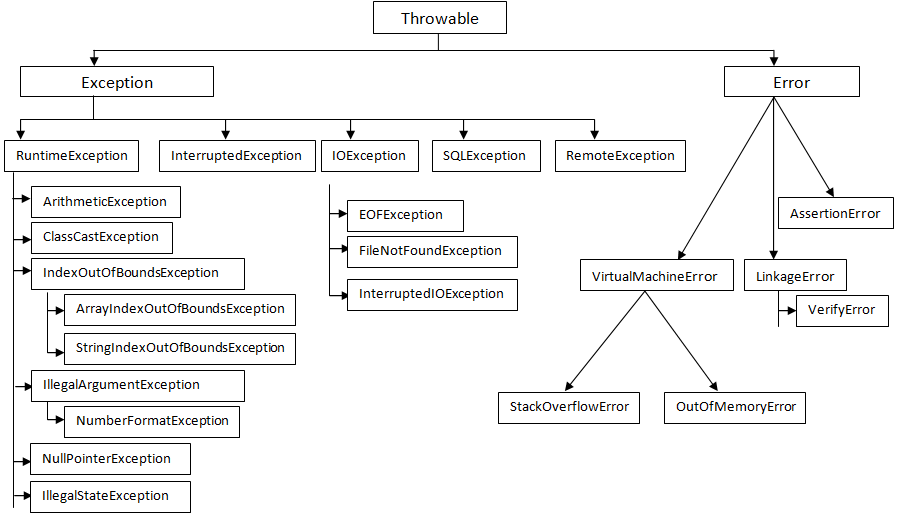 Throwable
Exception
Error
RuntimeException
InterruptedException
IOException
SQLException
RemoteException
ArithmeticException
ClassCastException
IndexOutOfBoundsException
ArrayIndexOutOfBoundsException
StringIndexOutOfBoundsException
IllegalArgumentException
NumberFormatException
NullPointerException
IllegalStateException
EOFException
FileNotFoundException
InterruptedIOException
AssertionError
VirtualMachineError
LinkageError
VerifyError
StackOverflowError
OutOfMemoryError